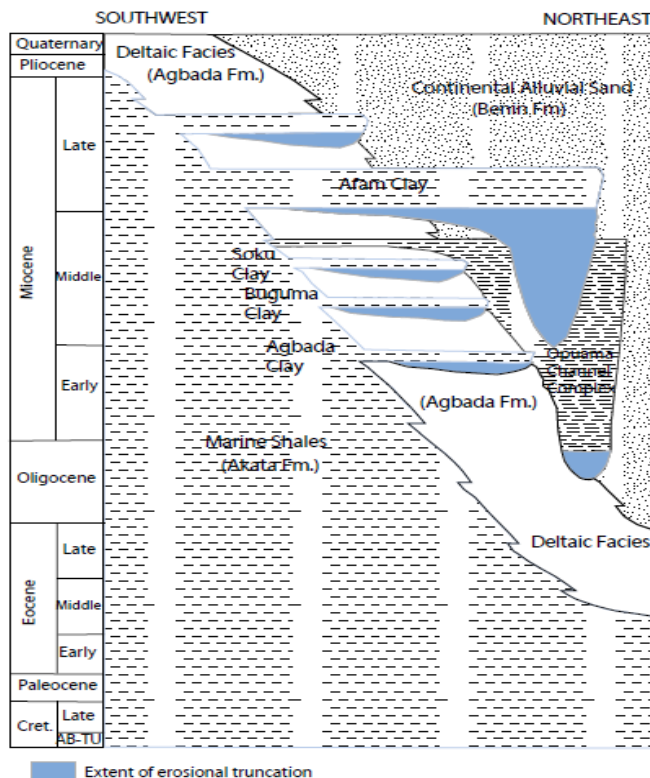 SOUTHWEST
NORTHEAST
Quaternary
Pliocene
Miocene
Late
Middle
Early
Oligocene
Eocene
Late
Middle
Early
Paleocene
Cret.
Late
AB-TU
Deltaic Facies
(Agbada Fm.)
Continental Alluvial Sand
(Benin Fm)
Afam Clay
Soku
Clay
Buguma
Clay
Agbada
Clay
Opuama
Channel
Complex
(Agbada Fm.)
Marine Shales
(Akata Fm.)
Deltaic Facies
Extent of erosional truncation